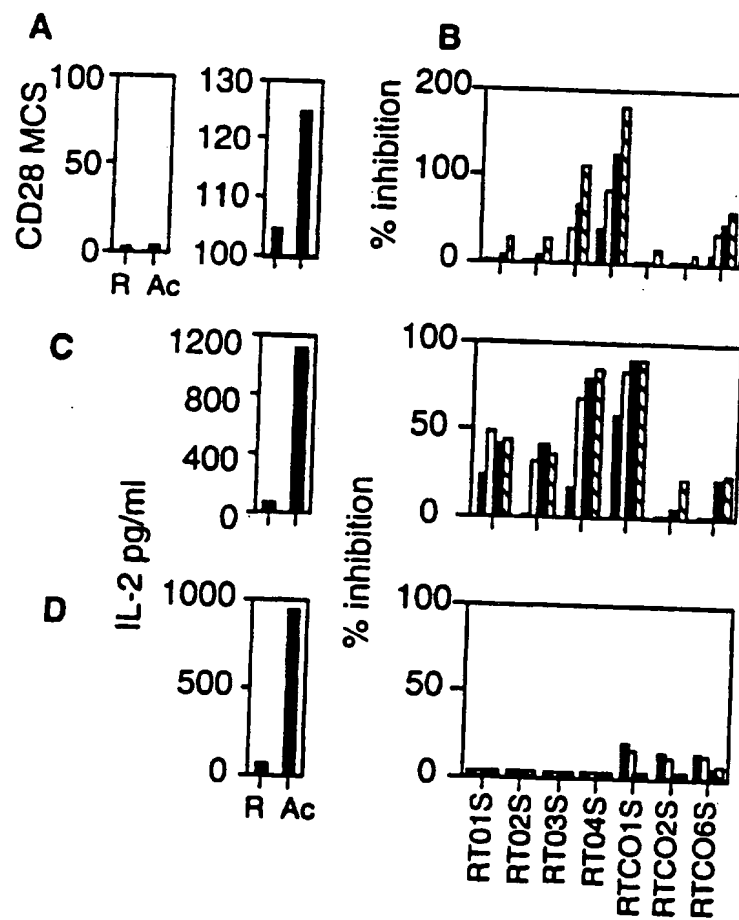 A
B
CD28 MCS
100
50
0
R Ac
130
120
110
100
% inhibition
200
100
0
C
IL-2 pg/ml
1200
800
400
0
% inhibition
100
50
0
D
1000
500
0
R Ac
100
50
0
RT01S
RT02S
RT03S
RT04S
RTCO1S
RTCO2S
RTCO6S